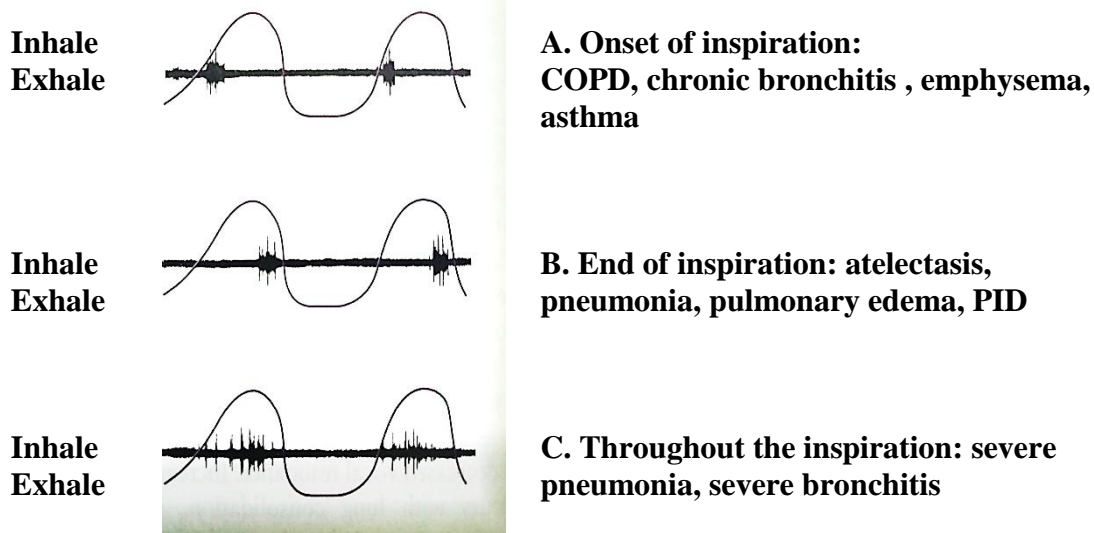 Inhale
Exhale
A. Onset of inspiration:
COPD, chronic bronchitis , emphysema,
asthma
Inhale
Exhale
B. End of inspiration: atelectasis,
pneumonia, pulmonary edema, PID
Inhale
Exhale
C. Throughout the inspiration: severe
pneumonia, severe bronchitis